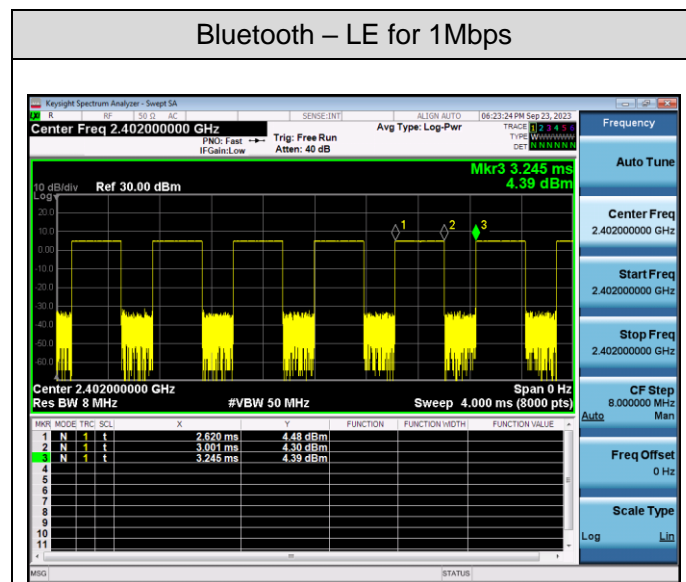 Bluetooth – LE for 1Mbps
Keysight Spectrum Analyzer - Swept SA
R RF 50 Ω AC SENSE:INT ALIGN AUTO 06:23:24 PM Sep 23, 2023
Center Freq 2.402000000 GHz
PNO: Fast
IFGain:Low
Trig: Free Run
Atten: 40 dB
Avg Type: Log-Pwr
TRACE 1 2 3 4 5 6
TYPE WWWWWW
DET N N N N N N
Mkr3 3.245 ms
4.39 dBm
10 dB/div Ref 30.00 dBm
Log
20.0
10.0
0.00
-10.0
-20.0
-30.0
-40.0
-50.0
-60.0
1 2 3
Center 2.402000000 GHz Span 0 Hz
Res BW 8 MHz #VBW 50 MHz Sweep 4.000 ms (8000 pts)
MKR MODE TRC SCL X Y FUNCTION FUNCTION WIDTH FUNCTION VALUE
1 N 1 t 2.620 ms 4.48 dBm
2 N 1 t 3.001 ms 4.30 dBm
3 N 1 t 3.245 ms 4.39 dBm
4
5
6
7
8
9
10
11
MSG STATUS
Frequency
Auto Tune
Center Freq
2.402000000 GHz
Start Freq
2.402000000 GHz
Stop Freq
2.402000000 GHz
CF Step
8.000000 MHz
Auto Man
Freq Offset
0 Hz
Scale Type
Log Lin